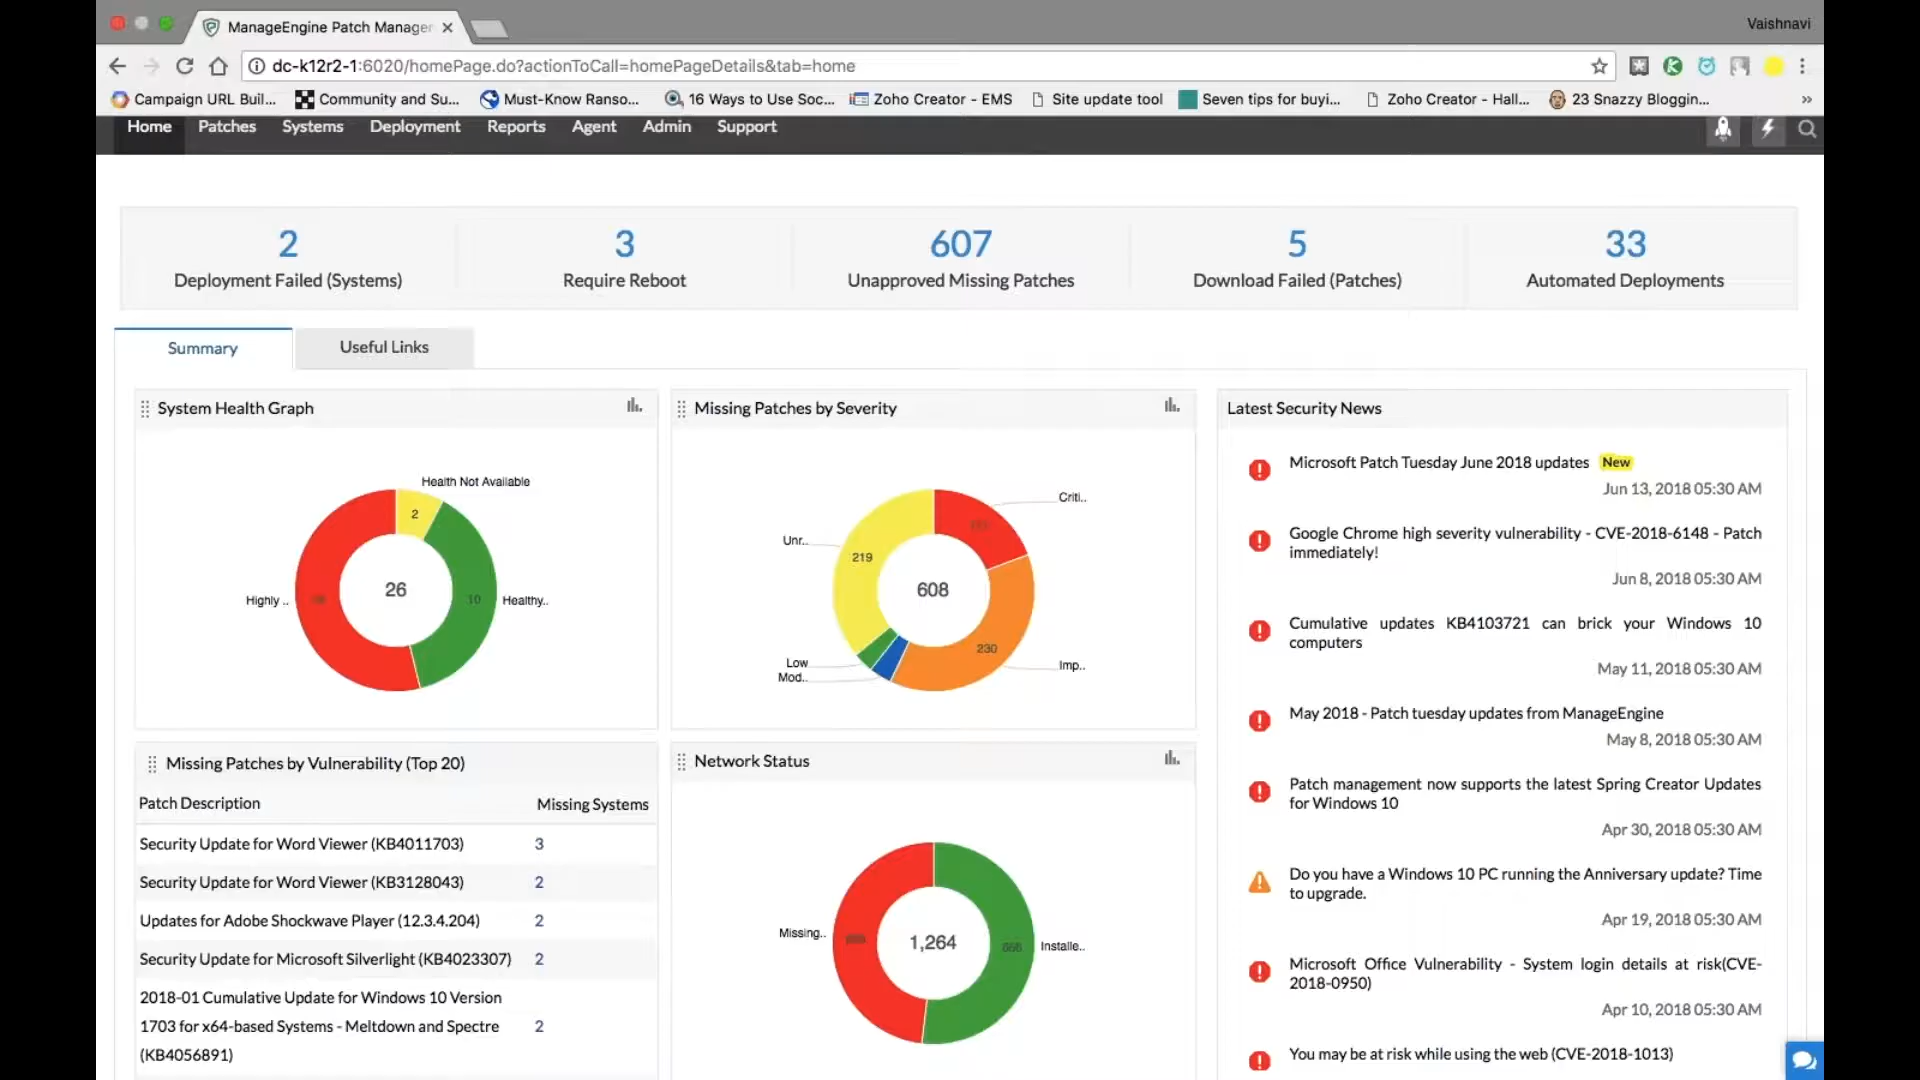 ManageEngine Patch Manager
Vaishnavi
dc-k12r2-1:6020/homePage.do?actionToCall=homePageDetails&tab=home
Campaign URL Buil... Community and Su... Must-Know Ranso... 16 Ways to Use Soc... Zoho Creator - EMS Site update tool Seven tips for buyi... Zoho Creator - Hall... 23 Snazzy Bloggin... »
Home Patches Systems Deployment Reports Agent Admin Support
2 3 607 5 33
Deployment Failed (Systems) Require Reboot Unapproved Missing Patches Download Failed (Patches) Automated Deployments
Summary Useful Links
System Health Graph
Health Not Available
2
26
Highly ..
10
Healthy..
Missing Patches by Severity
Criti..
Unr..
219
608
230
Low
Mod..
Imp..
Missing Patches by Vulnerability (Top 20)
Patch Description Missing Systems
Security Update for Word Viewer (KB4011703) 3
Security Update for Word Viewer (KB3128043) 2
Updates for Adobe Shockwave Player (12.3.4.204) 2
Security Update for Microsoft Silverlight (KB4023307) 2
2018-01 Cumulative Update for Windows 10 Version
1703 for x64-based Systems - Meltdown and Spectre 2
(KB4056891)
Network Status
Missing..
1,264
Installe..
Latest Security News
Microsoft Patch Tuesday June 2018 updates New
Jun 13, 2018 05:30 AM
Google Chrome high severity vulnerability - CVE-2018-6148 - Patch
immediately!
Jun 8, 2018 05:30 AM
Cumulative updates KB4103721 can brick your Windows 10
computers
May 11, 2018 05:30 AM
May 2018 - Patch tuesday updates from ManageEngine
May 8, 2018 05:30 AM
Patch management now supports the latest Spring Creator Updates
for Windows 10
Apr 30, 2018 05:30 AM
Do you have a Windows 10 PC running the Anniversary update? Time
to upgrade.
Apr 19, 2018 05:30 AM
Microsoft Office Vulnerability - System login details at risk(CVE-
2018-0950)
Apr 10, 2018 05:30 AM
You may be at risk while using the web (CVE-2018-1013)